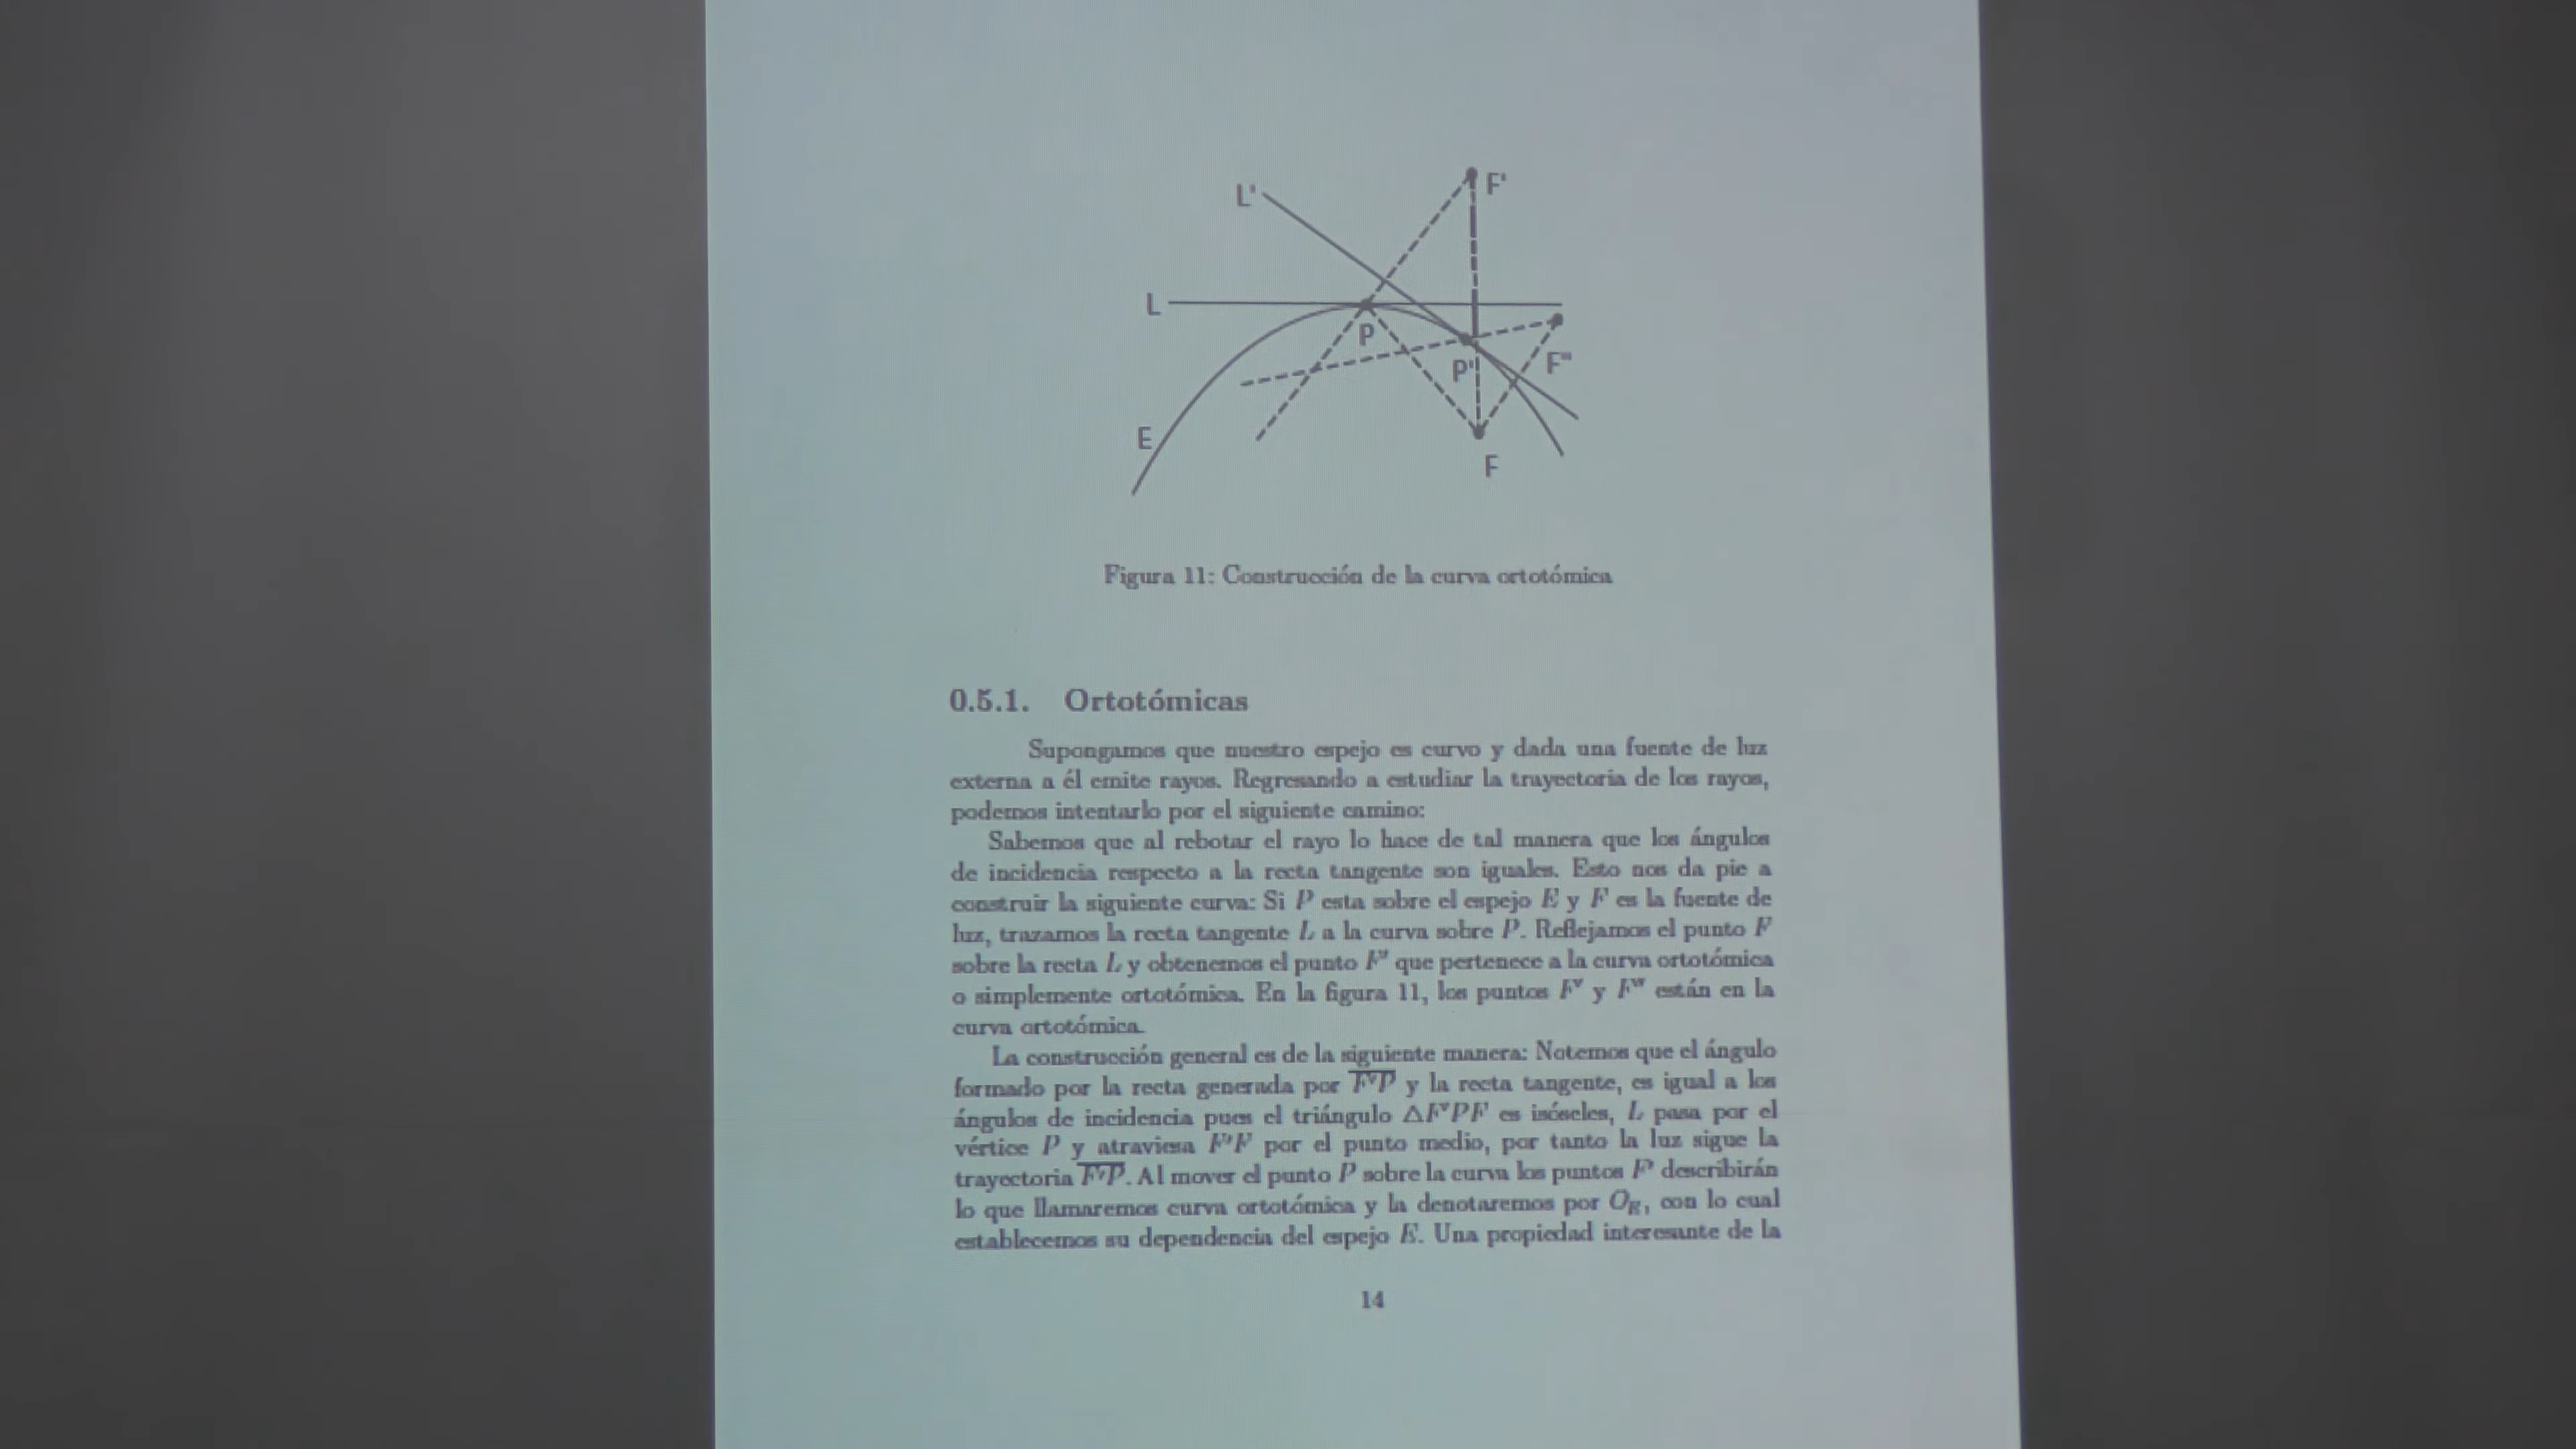 F'
L'
L
P
P'
F"
E
F
Figura 11: Construcción de la curva ortotómica
0.5.1. Ortotómicas
Supongamos que nuestro espejo es curvo y dada una fuente de luz
externa a él emite rayos. Regresando a estudiar la trayectoria de los rayos,
podemos intentarlo por el siguiente camino:
Sabemos que al rebotar el rayo lo hace de tal manera que los ángulos
de incidencia respecto a la recta tangente son iguales. Esto nos da pie a
construir la siguiente curva: Si P esta sobre el espejo E y F es la fuente de
luz, trazamos la recta tangente L a la curva sobre P. Reflejamos el punto F
sobre la recta L y obtenemos el punto F' que pertenece a la curva ortotómica
o simplemente ortotómica. En la figura 11, los puntos F' y F'' están en la
curva ortotómica.
La construcción general es de la siguiente manera: Notemos que el ángulo
formado por la recta generada por F'P y la recta tangente, es igual a los
ángulos de incidencia pues el triángulo △F'PF es isósceles, L pasa por el
vértice P y atraviesa F'F por el punto medio, por tanto la luz sigue la
trayectoria F'P. Al mover el punto P sobre la curva los puntos F' describirán
lo que llamaremos curva ortotómica y la denotaremos por O_E, con lo cual
establecemos su dependencia del espejo E. Una propiedad interesante de la
14